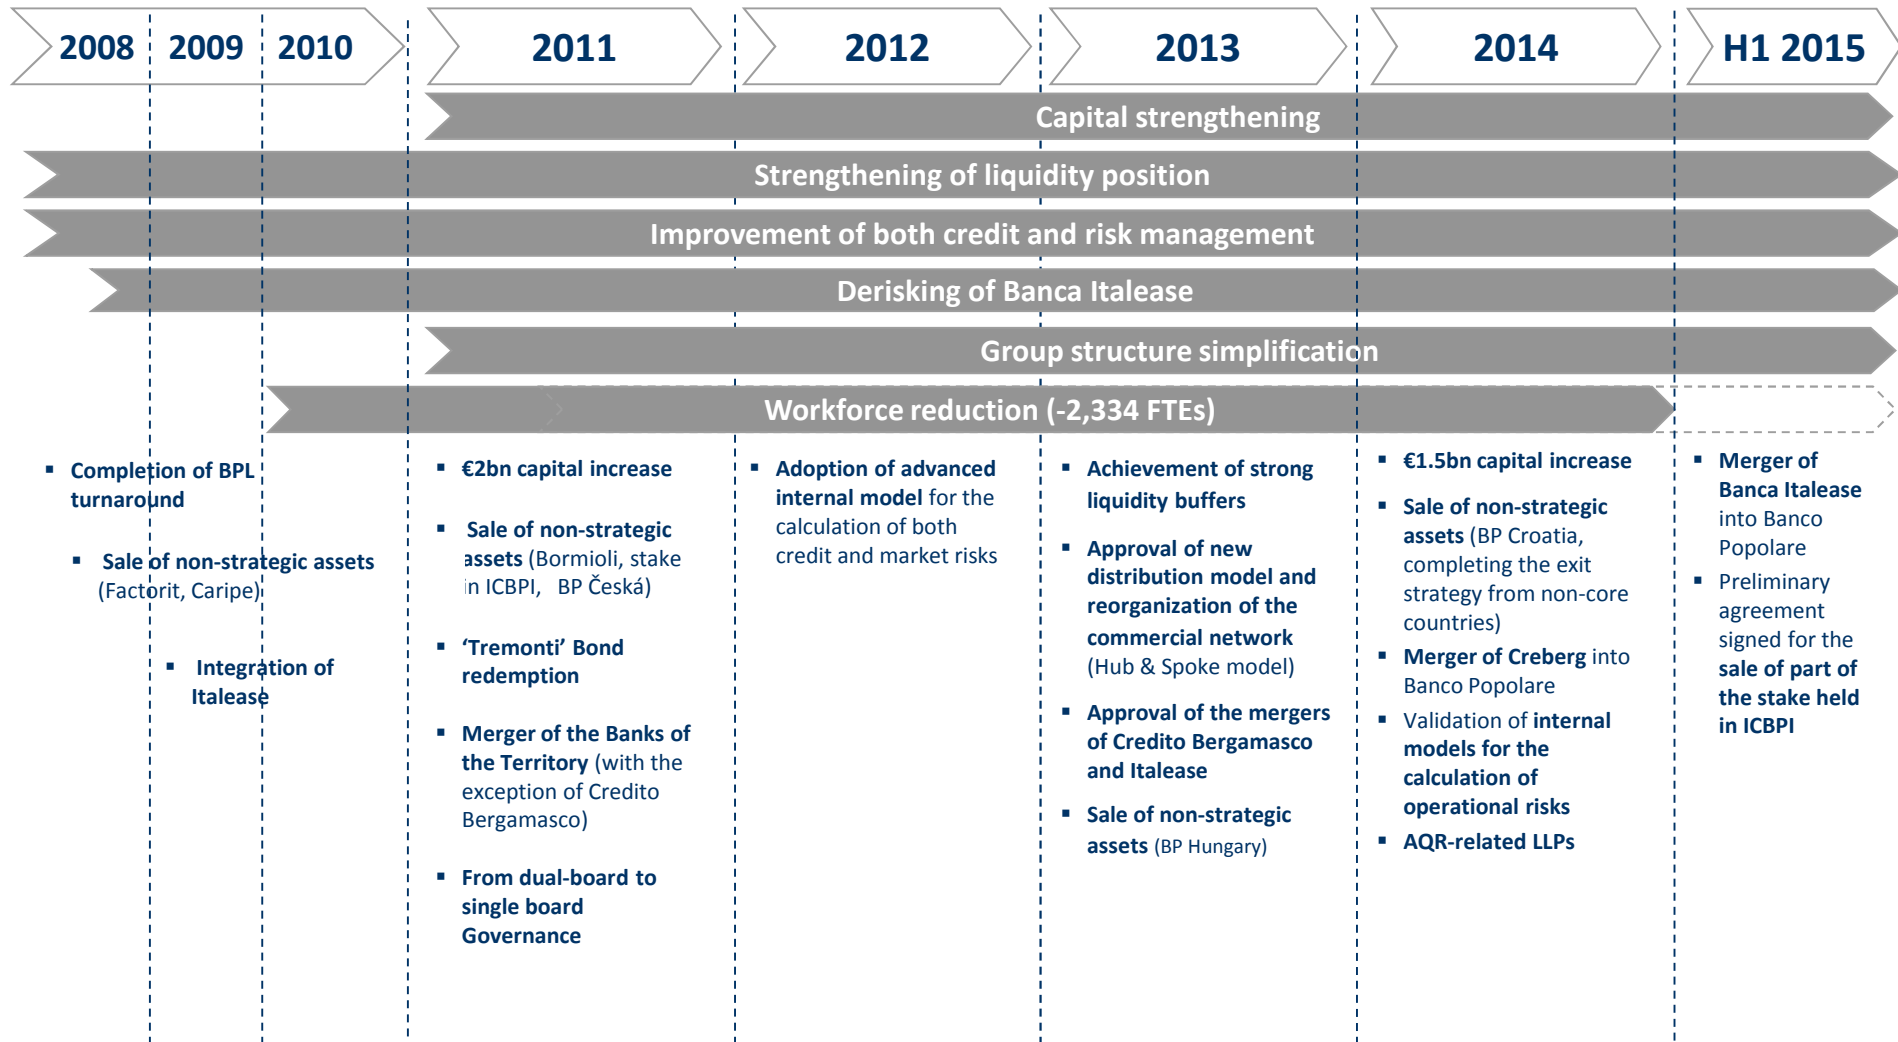 2008
2009
2010
2011
2012
2013
2014
H1 2015
Capital strengthening
Strengthening of liquidity position
Improvement of both credit and risk management
Derisking of Banca Italease
Group structure simplification
Workforce reduction (-2,334 FTEs)
▪ Completion of BPL
turnaround
▪ Sale of non-strategic assets
(Factorit, Caripe)
▪ Integration of
Italease
▪ €2bn capital increase
▪ Sale of non-strategic
assets (Bormioli, stake
in ICBPI, BP Česká)
▪ ‘Tremonti’ Bond
redemption
▪ Merger of the Banks of
the Territory (with the
exception of Credito
Bergamasco)
▪ From dual-board to
single board
Governance
▪ Adoption of advanced
internal model for the
calculation of both
credit and market risks
▪ Achievement of strong
liquidity buffers
▪ Approval of new
distribution model and
reorganization of the
commercial network
(Hub & Spoke model)
▪ Approval of the mergers
of Credito Bergamasco
and Italease
▪ Sale of non-strategic
assets (BP Hungary)
▪ €1.5bn capital increase
▪ Sale of non-strategic
assets (BP Croatia,
completing the exit
strategy from non-core
countries)
▪ Merger of Creberg into
Banco Popolare
▪ Validation of internal
models for the
calculation of
operational risks
▪ AQR-related LLPs
▪ Merger of
Banca Italease
into Banco
Popolare
▪ Preliminary
agreement
signed for the
sale of part of
the stake held
in ICBPI